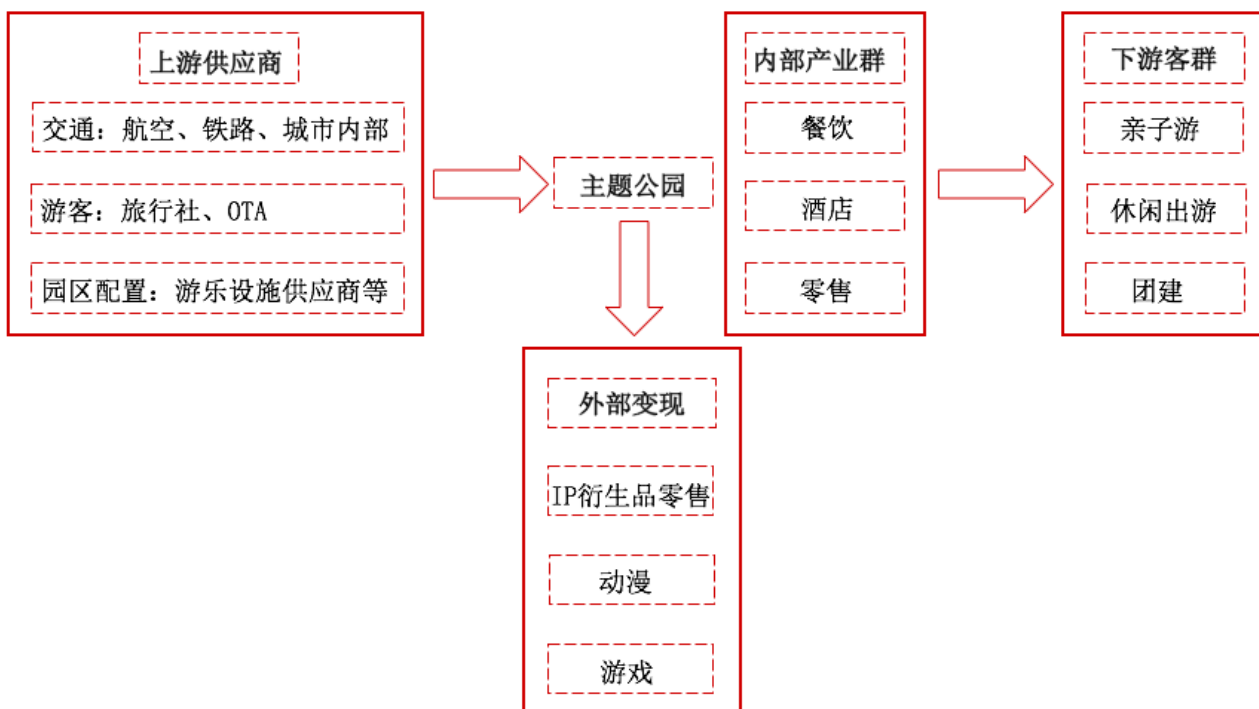 上游供应商
交通：航空、铁路、城市内部
游客：旅行社、OTA
园区配置：游乐设施供应商等
主题公园
内部产业群
餐饮
酒店
零售
下游客群
亲子游
休闲出游
团建
外部变现
IP衍生品零售
动漫
游戏